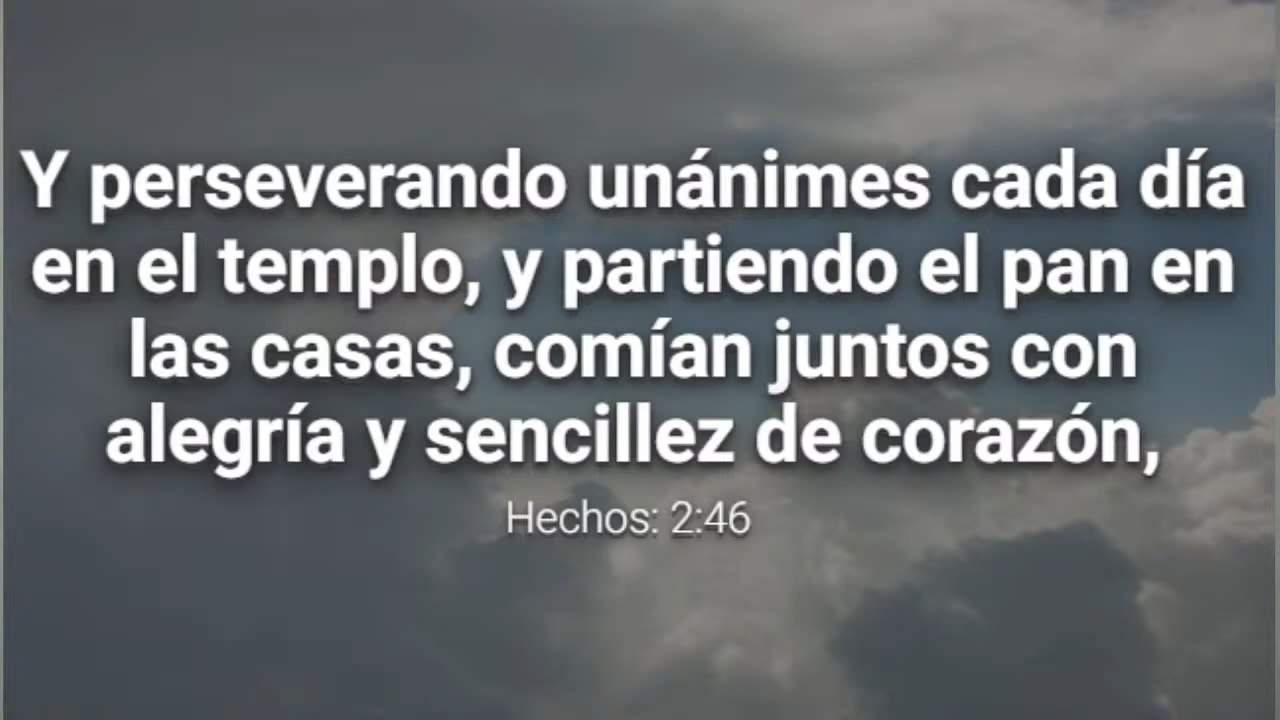 Y perseverando unánimes cada día
en el templo, y partiendo el pan en
las casas, comían juntos con
alegría y sencillez de corazón,
Hechos: 2:46